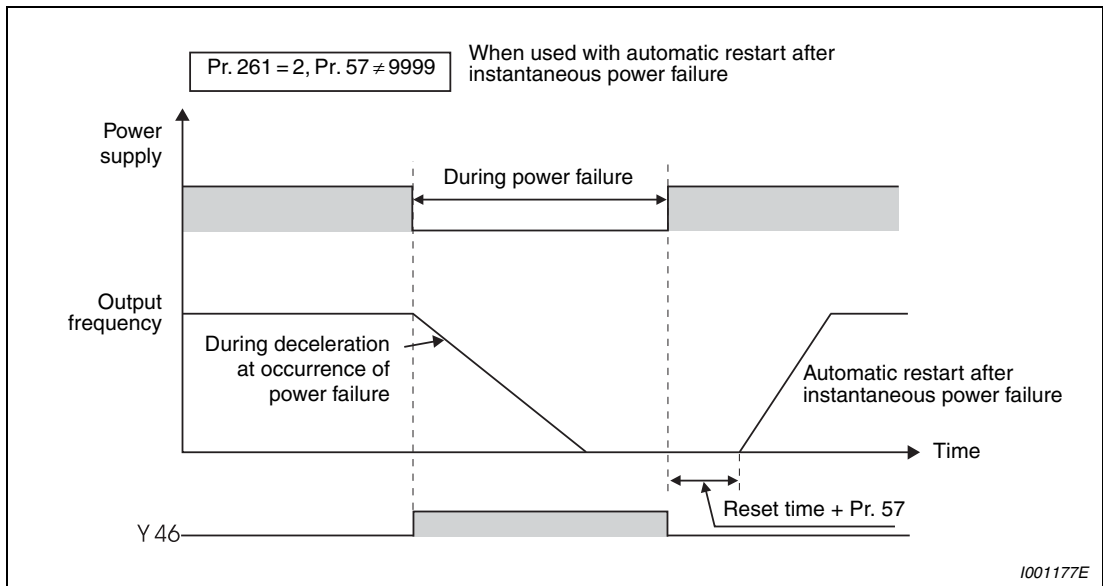 Pr. 261 = 2, Pr. 57 ≠ 9999
When used with automatic restart after
instantaneous power failure
Power
supply
During power failure
Output
frequency
During deceleration
at occurrence of
power failure
Automatic restart after
instantaneous power failure
Time
Reset time + Pr. 57
Y 46
I001177E